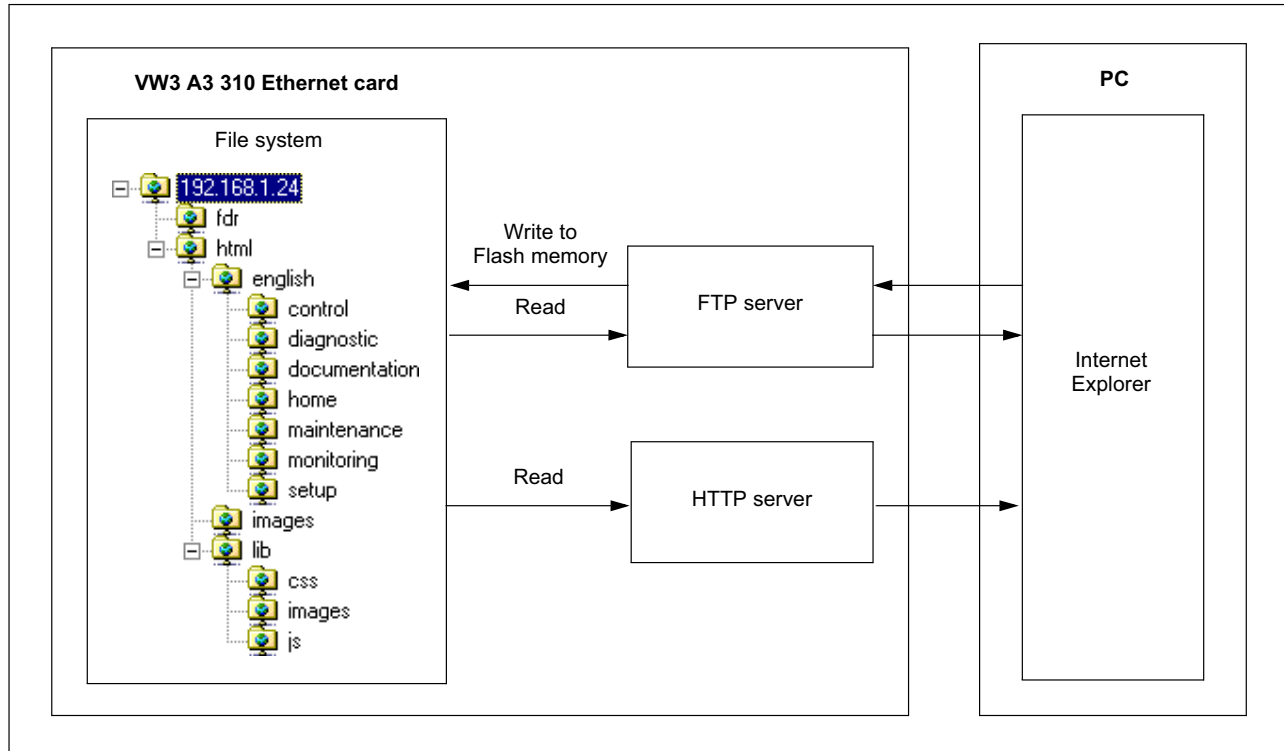 VW3 A3 310 Ethernet card
File system
192.168.1.24
fdr
html
english
control
diagnostic
documentation
home
maintenance
monitoring
setup
images
lib
css
images
js
Write to
Flash memory
Read
FTP server
Read
HTTP server
PC
Internet
Explorer